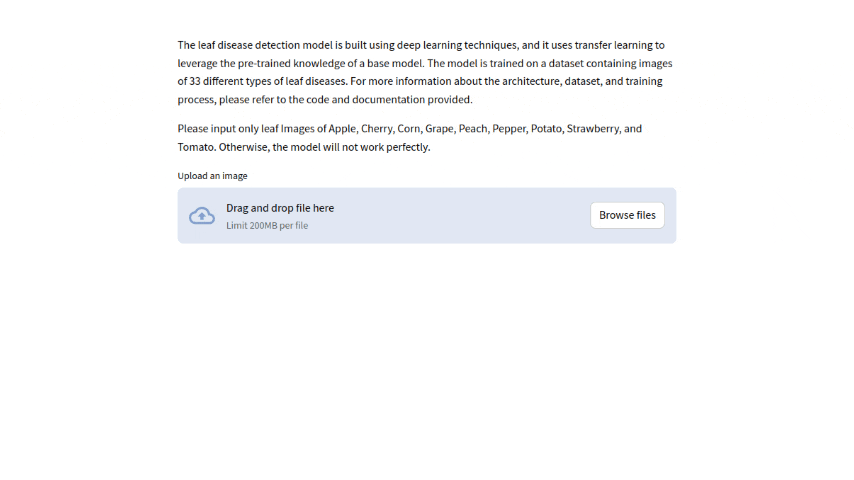 The leaf disease detection model is built using deep learning techniques, and it uses transfer learning to
leverage the pre-trained knowledge of a base model. The model is trained on a dataset containing images
of 33 different types of leaf diseases. For more information about the architecture, dataset, and training
process, please refer to the code and documentation provided.
Please input only leaf Images of Apple, Cherry, Corn, Grape, Peach, Pepper, Potato, Strawberry, and
Tomato. Otherwise, the model will not work perfectly.
Upload an image
Drag and drop file here
Limit 200MB per file
Browse files